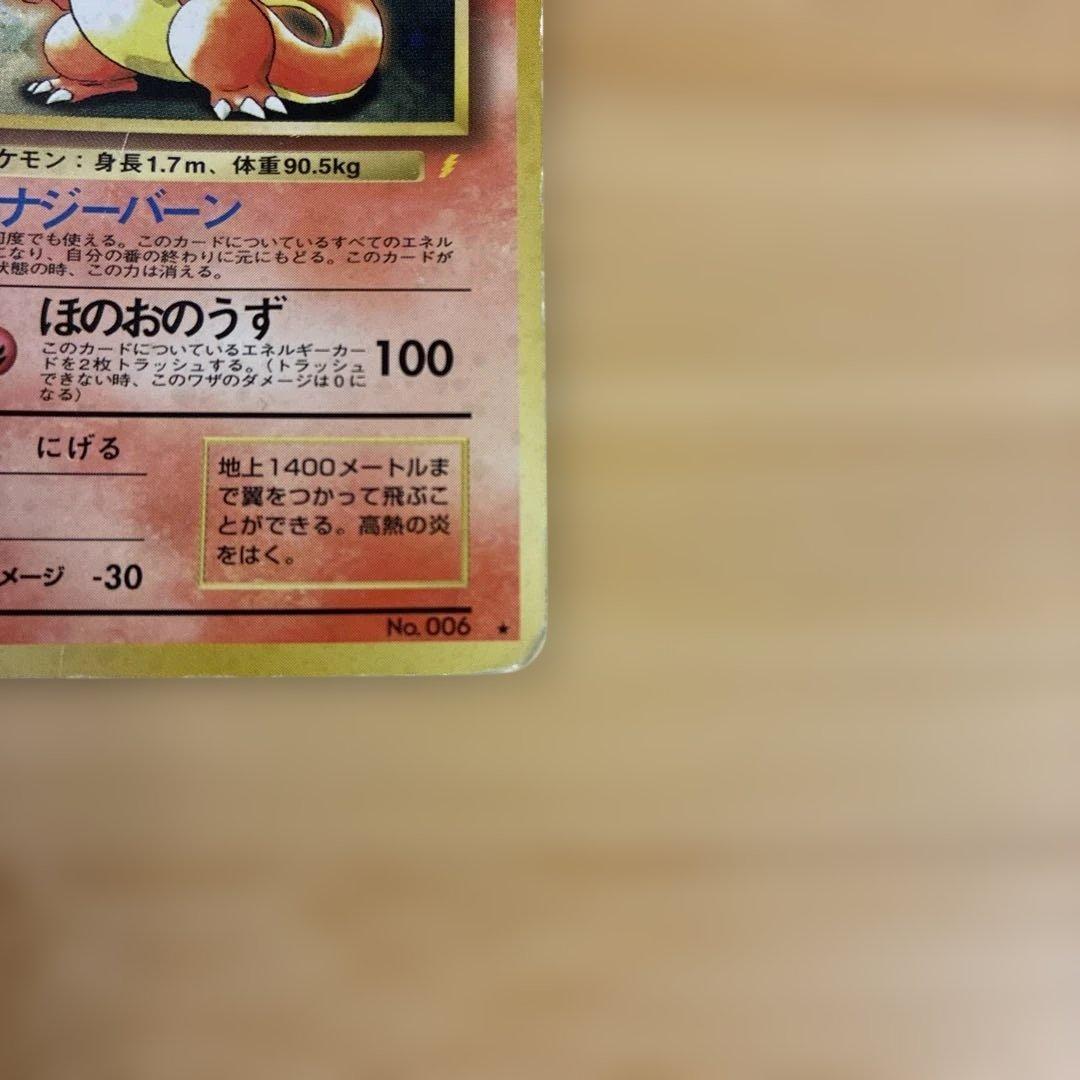 ケモン：身長1.7m、体重90.5kg
ナジーバーン
何度でも使える。このカードについているすべてのエネル
になり、自分の番の終わりに元にもどる。このカードが
状態の時、この力は消える。
ほのおのうず
このカードについているエネルギーカー
ドを2枚トラッシュする。（トラッシュ
できない時、このワザのダメージは0に
なる）
100
にげる
地上1400メートルま
で翼をつかって飛ぶこ
とができる。高熱の炎
をはく。
メージ -30
No. 006 ★